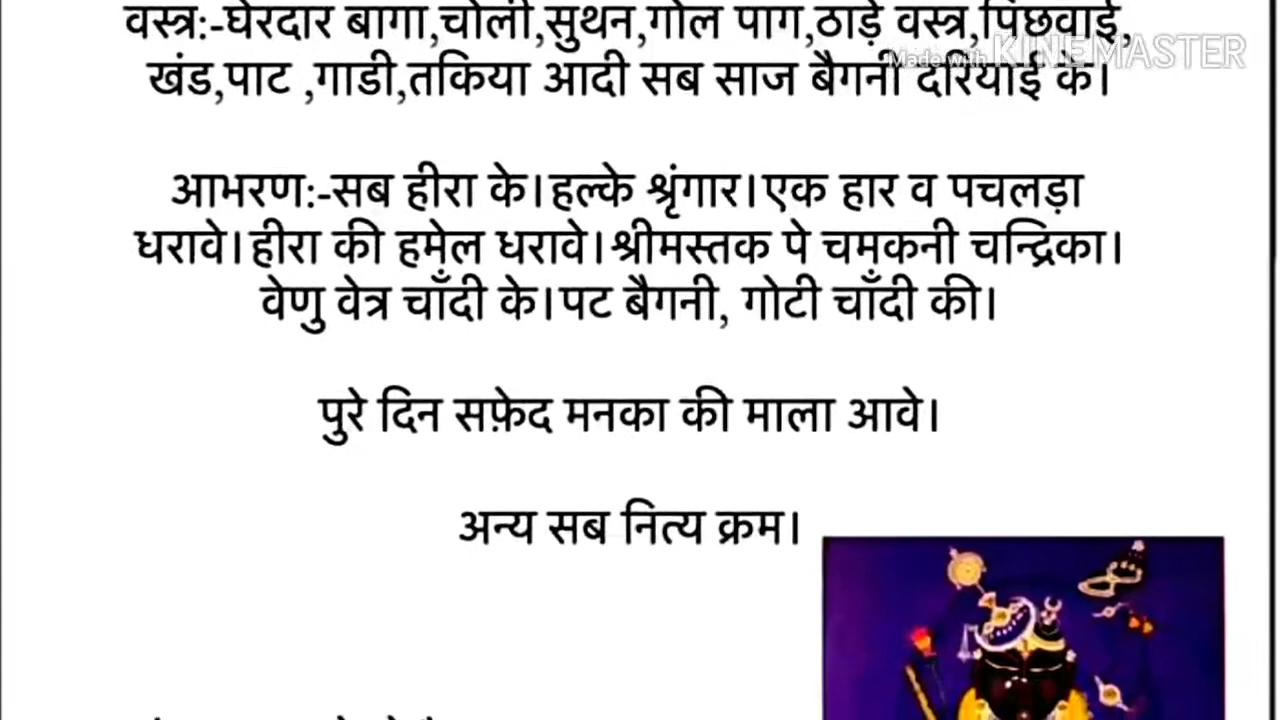 वस्त्र:-घेरदार बागा,चोली,सुथन,गोल पाग,ठाड़े वस्त्र,पिछवाई,
Made with KINEMASTER
खंड,पाट ,गाडी,तकिया आदी सब साज बैगनी दरियाई के।
आभरण:-सब हीरा के।हल्के श्रृंगार।एक हार व पचलड़ा
धरावे।हीरा की हमेल धरावे।श्रीमस्तक पे चमकनी चन्द्रिका।
वेणु वेत्र चाँदी के।पट बैगनी, गोटी चाँदी की।
पुरे दिन सफ़ेद मनका की माला आवे।
अन्य सब नित्य क्रम।